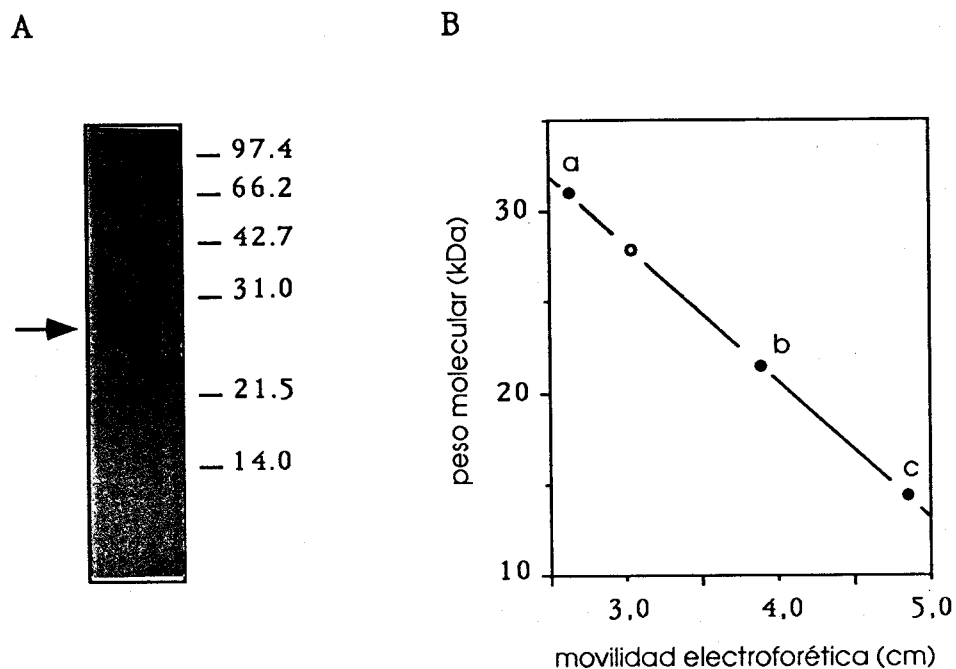 A
B
97.4
66.2
42.7
31.0
21.5
14.0
peso molecular (kDa)
30
20
10
a
b
c
3,0
4,0
5,0
movilidad electroforética (cm)